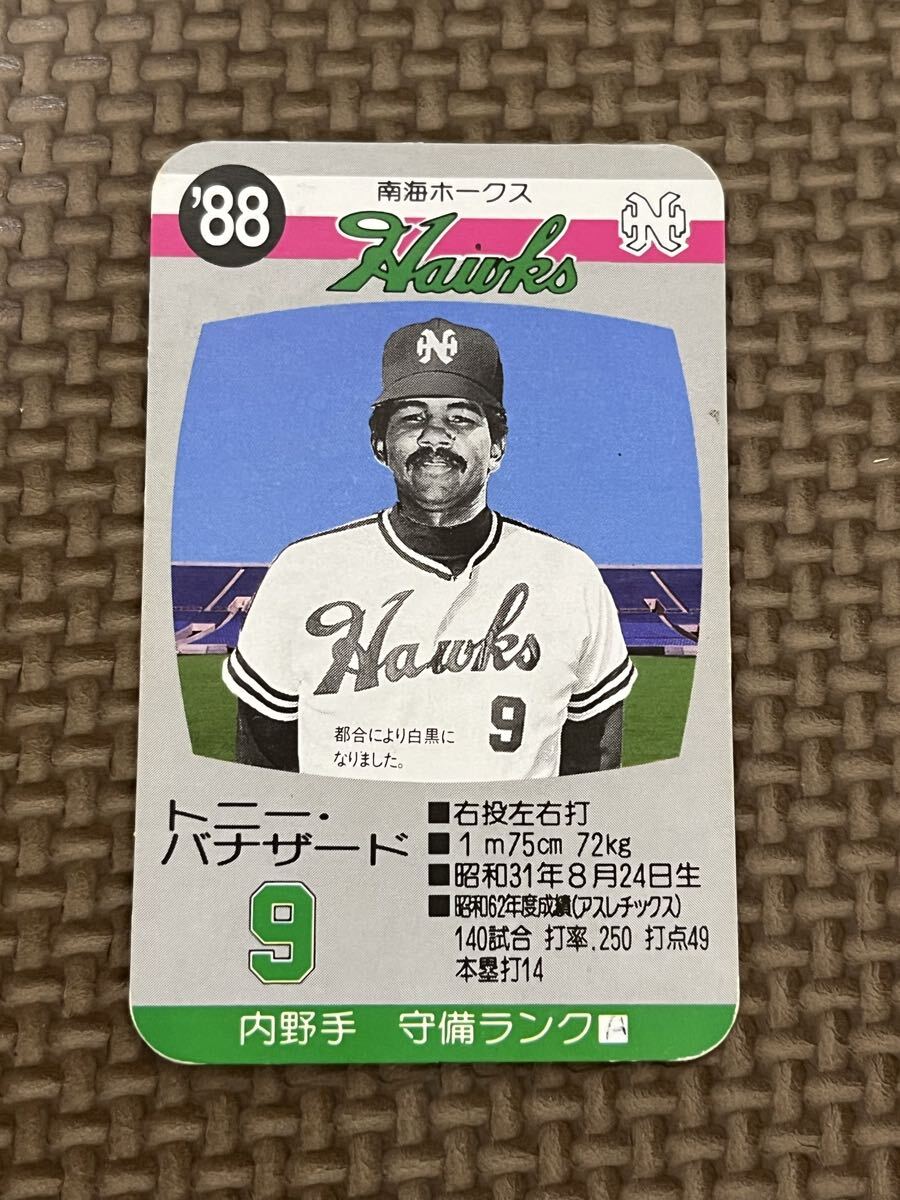 '88
南海ホークス
Hawks
NH
NH
Hawks
9
都合により白黒に
なりました。
トニー・
バナザード
9
■右投左右打
■1m75cm 72kg
■昭和31年8月24日生
■昭和62年度成績(アスレチックス)
140試合 打率.250 打点49
本塁打14
内野手 守備ランクA